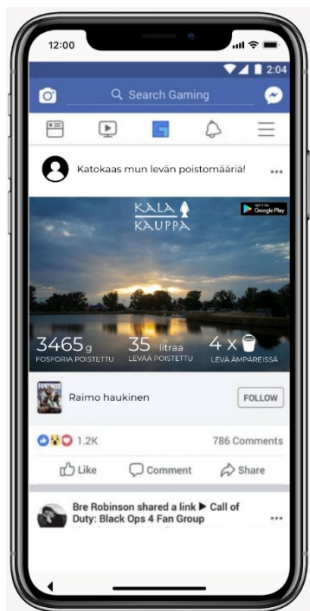 12:00
2:04
Search Gaming
Katokaas mun levän poistomääriä!
KALA
KAUPPA
GET IT ON
Google Play
3465 g
FOSFORIA POISTETTU
35 litraa
LEVÄÄ POISTETTU
4 x
LEVÄ ÄMPÄREISSÄ
Raimo haukinen
FOLLOW
1.2K
786 Comments
Like
Comment
Share
Bre Robinson shared a link ▶ Call of
Duty: Black Ops 4 Fan Group